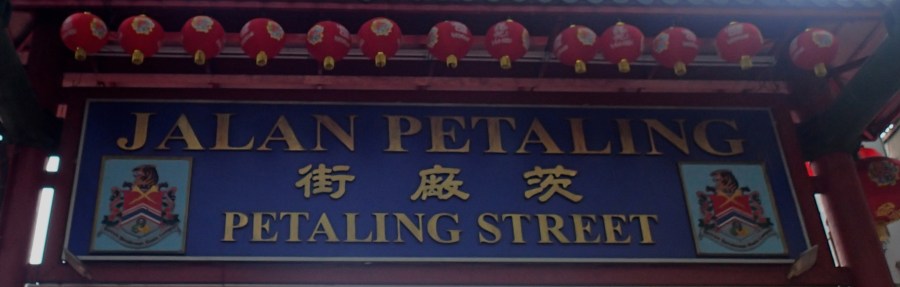 JALAN PETALING
街廠茨
PETALING STREET